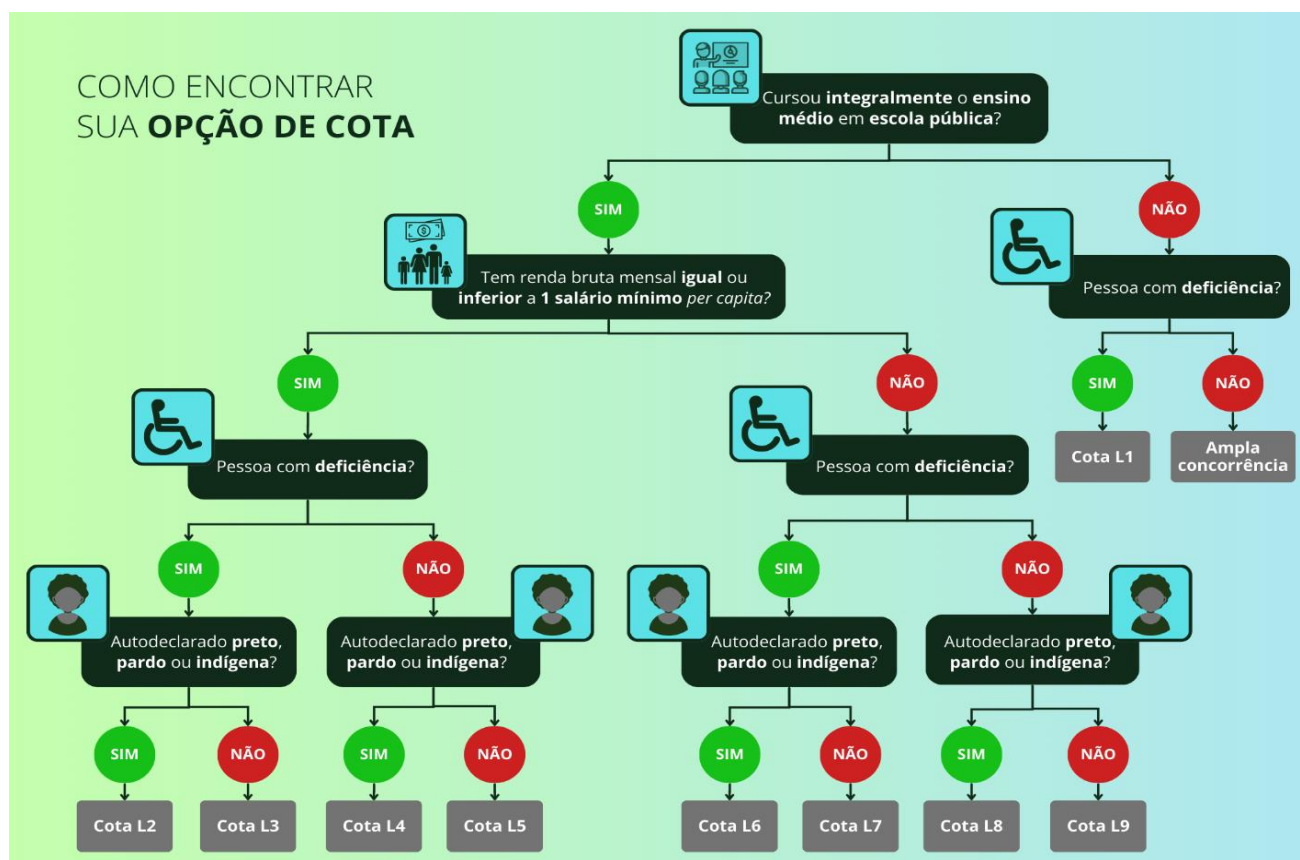 COMO ENCONTRAR
SUA OPÇÃO DE COTA
Cursou integralmente o ensino
médio em escola pública?
SIM
NÃO
Tem renda bruta mensal igual ou
inferior a 1 salário mínimo per capita?
Pessoa com deficiência?
SIM
NÃO
SIM
NÃO
Cota L1
Ampla
concorrência
Pessoa com deficiência?
Pessoa com deficiência?
SIM
NÃO
SIM
NÃO
Autodeclarado preto,
pardo ou indígena?
Autodeclarado preto,
pardo ou indígena?
Autodeclarado preto,
pardo ou indígena?
Autodeclarado preto,
pardo ou indígena?
SIM
NÃO
SIM
NÃO
SIM
NÃO
SIM
NÃO
Cota L2
Cota L3
Cota L4
Cota L5
Cota L6
Cota L7
Cota L8
Cota L9